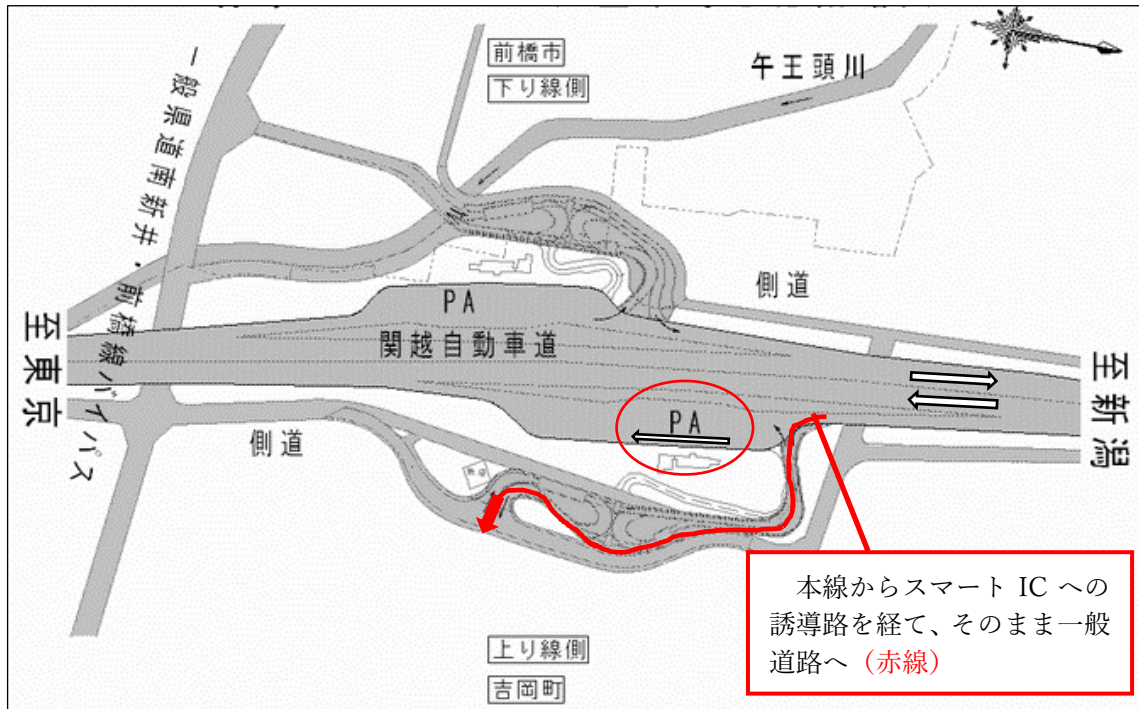 前橋市
下り線側
午王頭川
一般県道南新井・前橋線バイパス
側道
PA
関越自動車道
至東京
至新潟
PA
側道
本線からスマート IC への
誘導路を経て、そのまま一般
道路へ（赤線）
上り線側
吉岡町